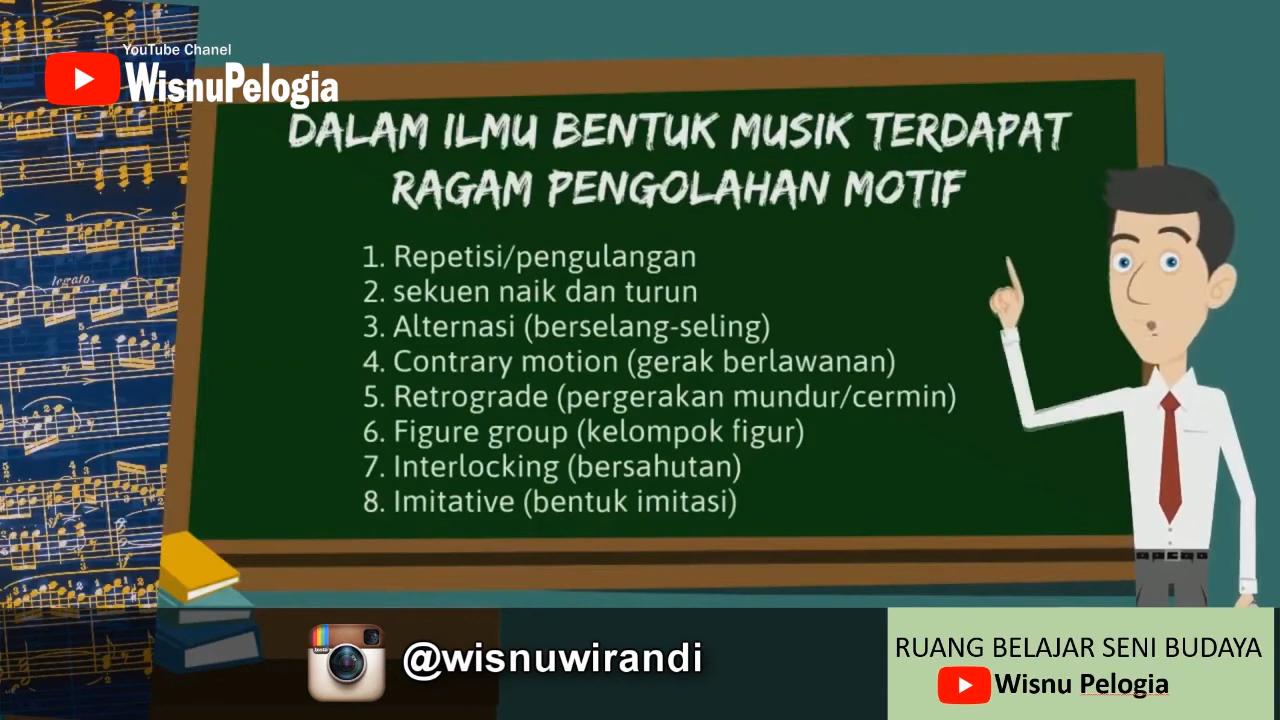 YouTube Chanel
WisnuPelogia
DALAM ILMU BENTUK MUSIK TERDAPAT
RAGAM PENGOLAHAN MOTIF
1. Repetisi/pengulangan
2. sekuen naik dan turun
3. Alternasi (berselang-seling)
4. Contrary motion (gerak berlawanan)
5. Retrograde (pergerakan mundur/cermin)
6. Figure group (kelompok figur)
7. Interlocking (bersahutan)
8. Imitative (bentuk imitasi)
legato.
@wisnuwirandi
RUANG BELAJAR SENI BUDAYA
Wisnu Pelogia